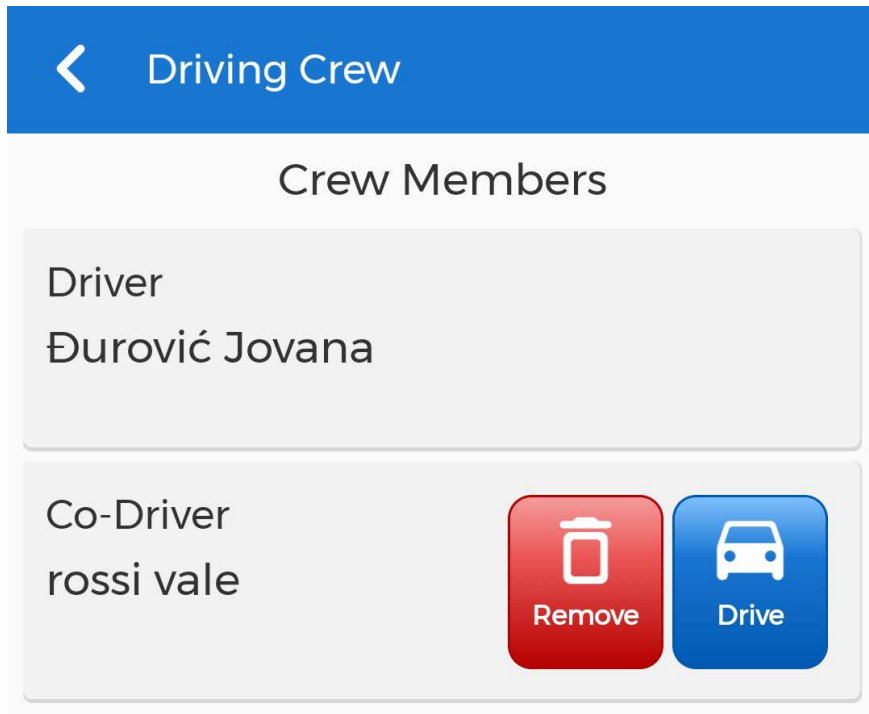 Driving Crew
Crew Members
Driver
Đurović Jovana
Co-Driver
rossi vale
Remove
Drive